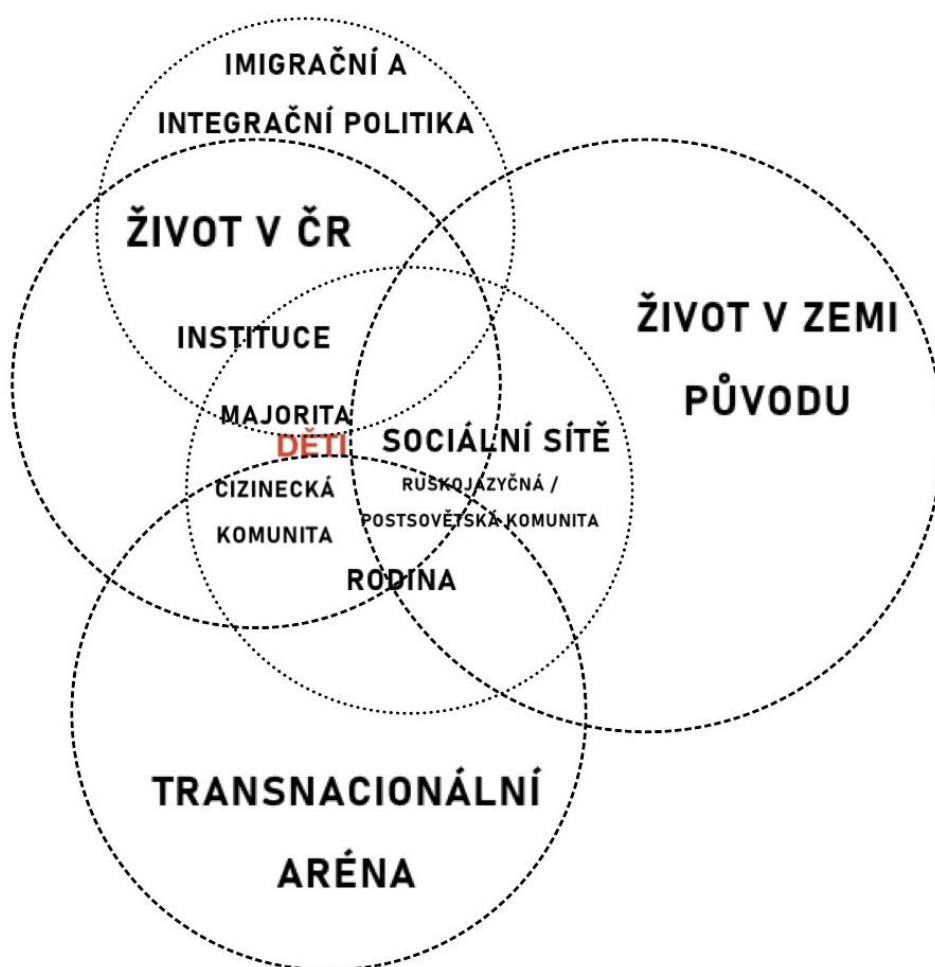 IMIGRAČNÍ A
INTEGRAČNÍ POLITIKA
ŽIVOT V ČR
ŽIVOT V ZEMI
PŮVODU
INSTITUCE
MAJORITA
DĚTI
SOCIÁLNÍ SÍTĚ
CIZINECKÁ
KOMUNITA
RUSKOJAZYČNÁ /
POSTSOVĚTSKÁ KOMUNITA
RODINA
TRANSNACIONÁLNÍ
ARÉNA